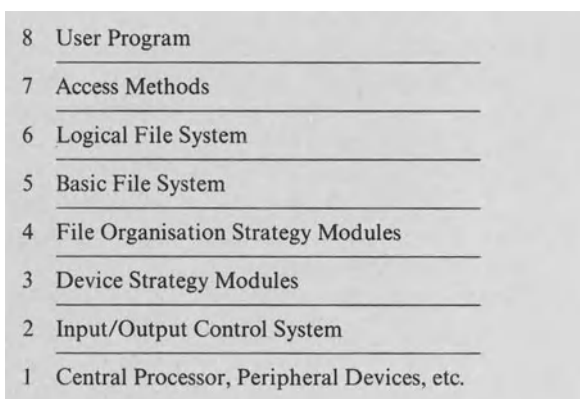 8 User Program
7 Access Methods
6 Logical File System
5 Basic File System
4 File Organisation Strategy Modules
3 Device Strategy Modules
2 Input/Output Control System
1 Central Processor, Peripheral Devices, etc.